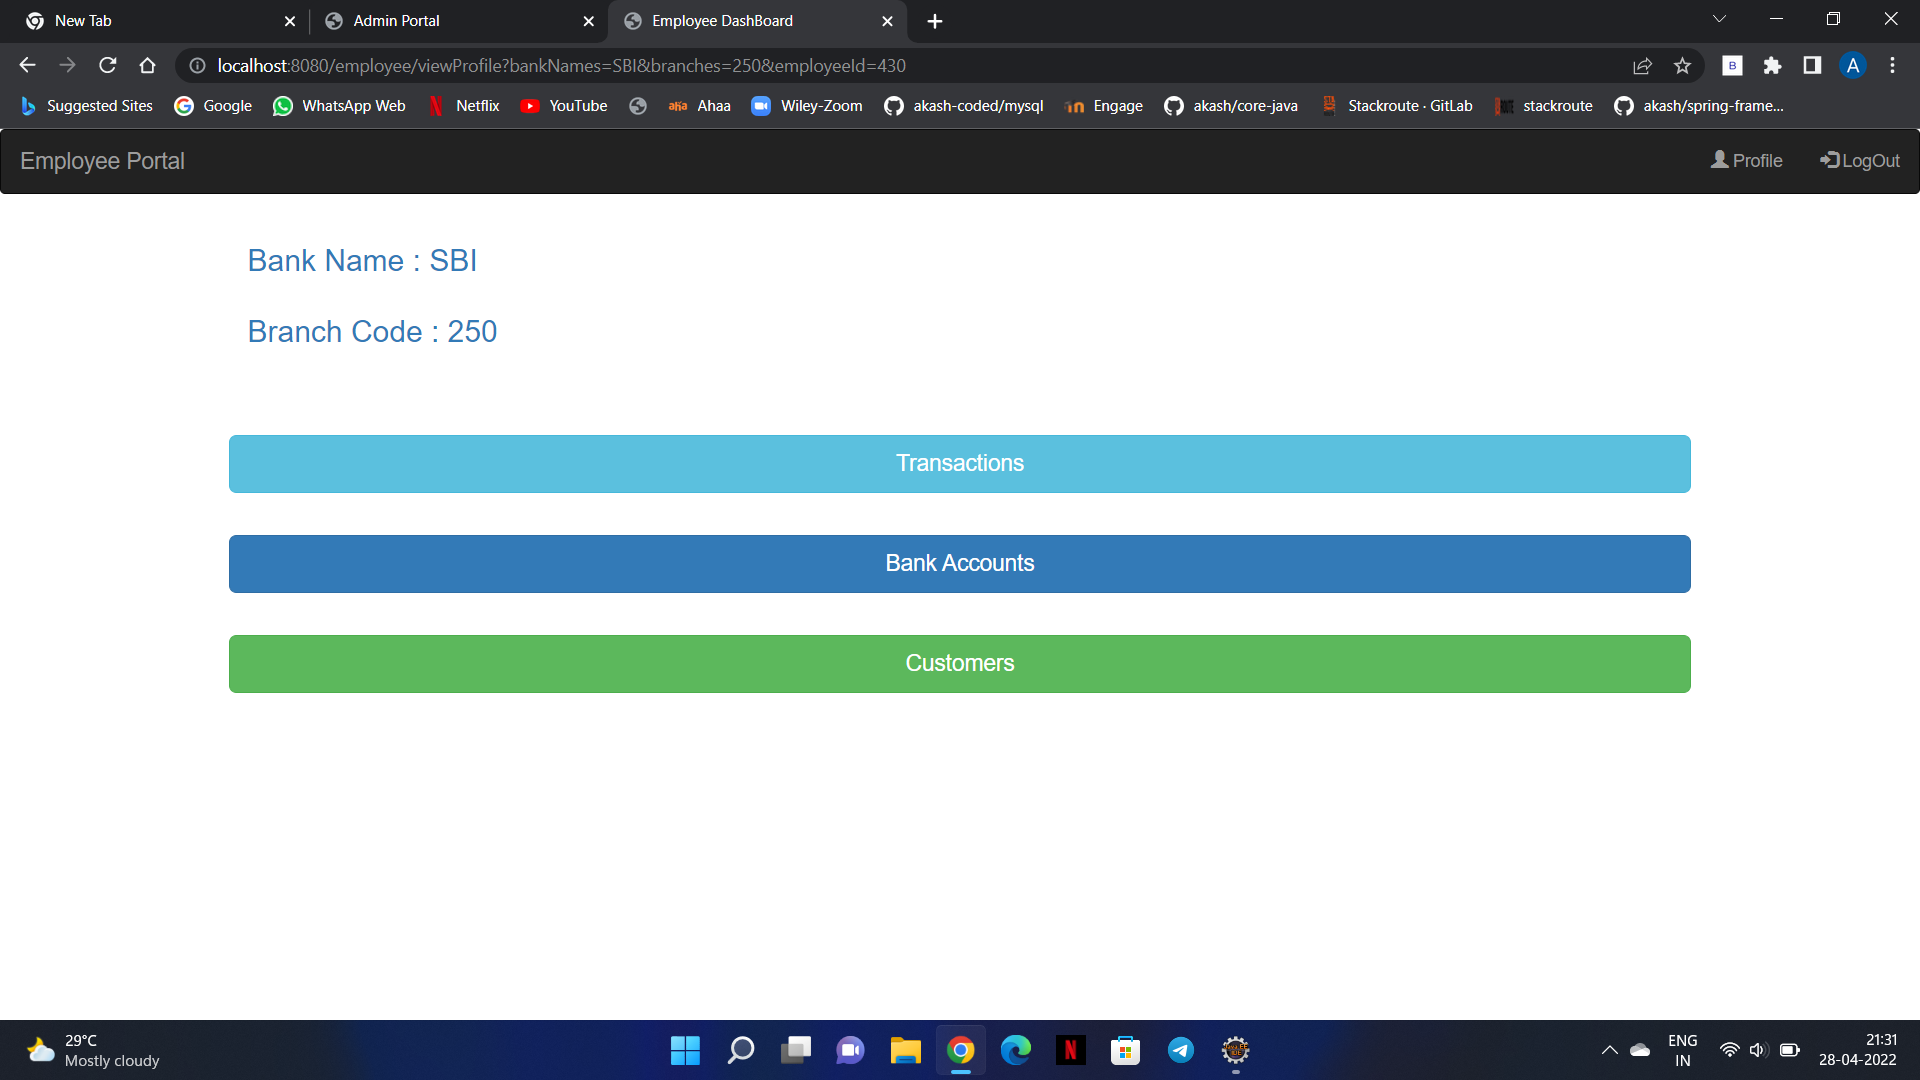 New Tab
Admin Portal
Employee DashBoard
localhost:8080/employee/viewProfile?bankNames=SBI&branches=250&employeeId=430
B
A
Suggested Sites
Google
WhatsApp Web
Netflix
YouTube
aha Ahaa
Wiley-Zoom
akash-coded/mysql
Engage
akash/core-java
Stackroute · GitLab
stackroute
akash/spring-frame...
Employee Portal
Profile
LogOut
Bank Name : SBI
Branch Code : 250
Transactions
Bank Accounts
Customers
29°C
Mostly cloudy
N
ENG
IN
21:31
28-04-2022